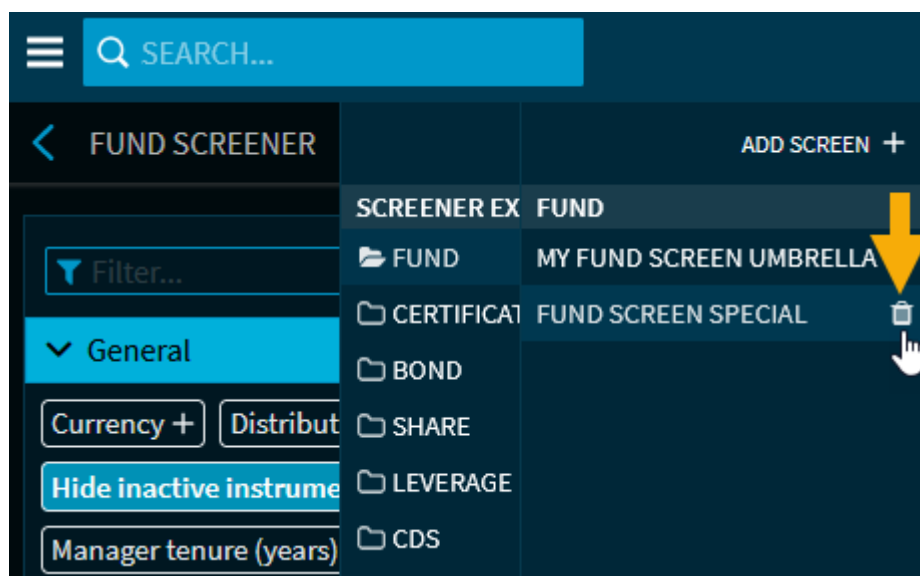 SEARCH...
FUND SCREENER
ADD SCREEN +
SCREENER EX
FUND
Filter...
FUND
MY FUND SCREEN UMBRELLA
CERTIFICAT
FUND SCREEN SPECIAL
General
BOND
Currency +
Distribut
SHARE
Hide inactive instrume
LEVERAGE
Manager tenure (years)
CDS